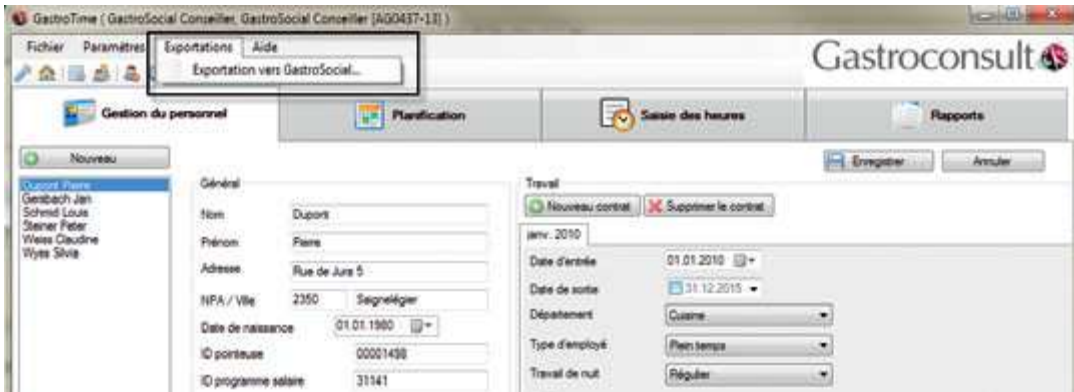 GastroTime ( GastroSocial Conseiller, GastroSocial Conseiller [AG0437-13] )
Fichier Paramètres Exportations Aide
Exportation vers GastroSocial...
Gastroconsult
Gestion du personnel Planification Saisie des heures Rapports
Nouveau Enregistrer Annuler
Dupont Pierre
Gersbach Jan
Schmid Louis
Steiner Peter
Weiss Claudine
Wyss Silvia
Général
Nom Dupont
Prénom Pierre
Adresse Rue de Jura 5
NPA / Ville 2350 Saignelégier
Date de naissance 01.01.1980
ID pointeuse 00001498
ID programme salaire 31141
Travail
Nouveau contrat Supprimer le contrat
janv. 2010
Date d'entrée 01.01.2010
Date de sortie 31.12.2015
Département Cuisine
Type d'employé Plein temps
Travail de nuit Régulier